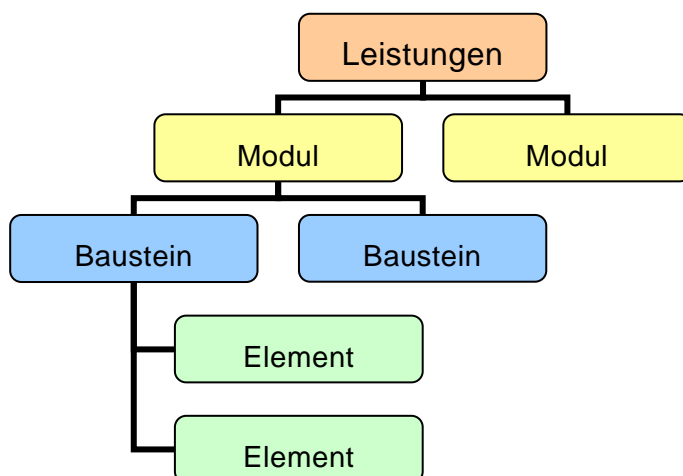 Leistungen
Modul
Modul
Baustein
Baustein
Element
Element